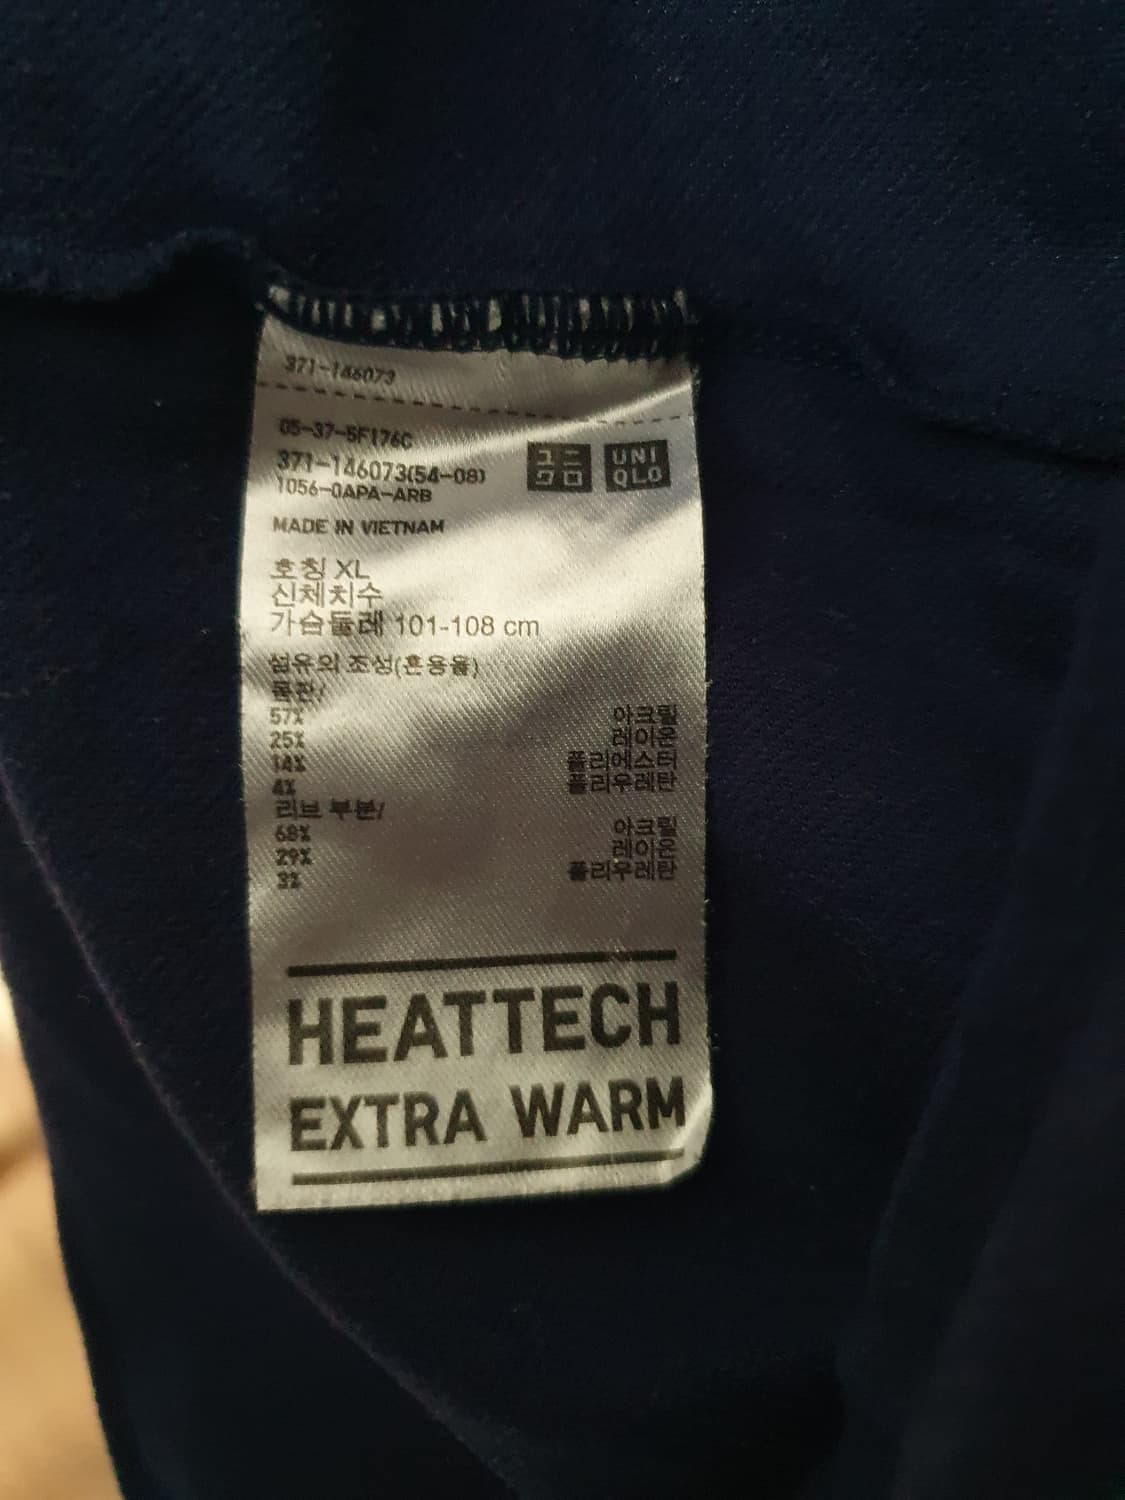 371-146073
05-37-5F176C
371-146073(54-08)
1056-0APA-ARB
ユニ
クロ
UNI
QLO
MADE IN VIETNAM
호칭 XL
신체치수
가슴둘레 101-108 cm
섬유의 조성(혼용율)
몸판/
57% 아크릴
25% 레이온
14% 폴리에스터
4% 폴리우레탄
리브 부분/
68% 아크릴
29% 레이온
3% 폴리우레탄
HEATTECH
EXTRA WARM